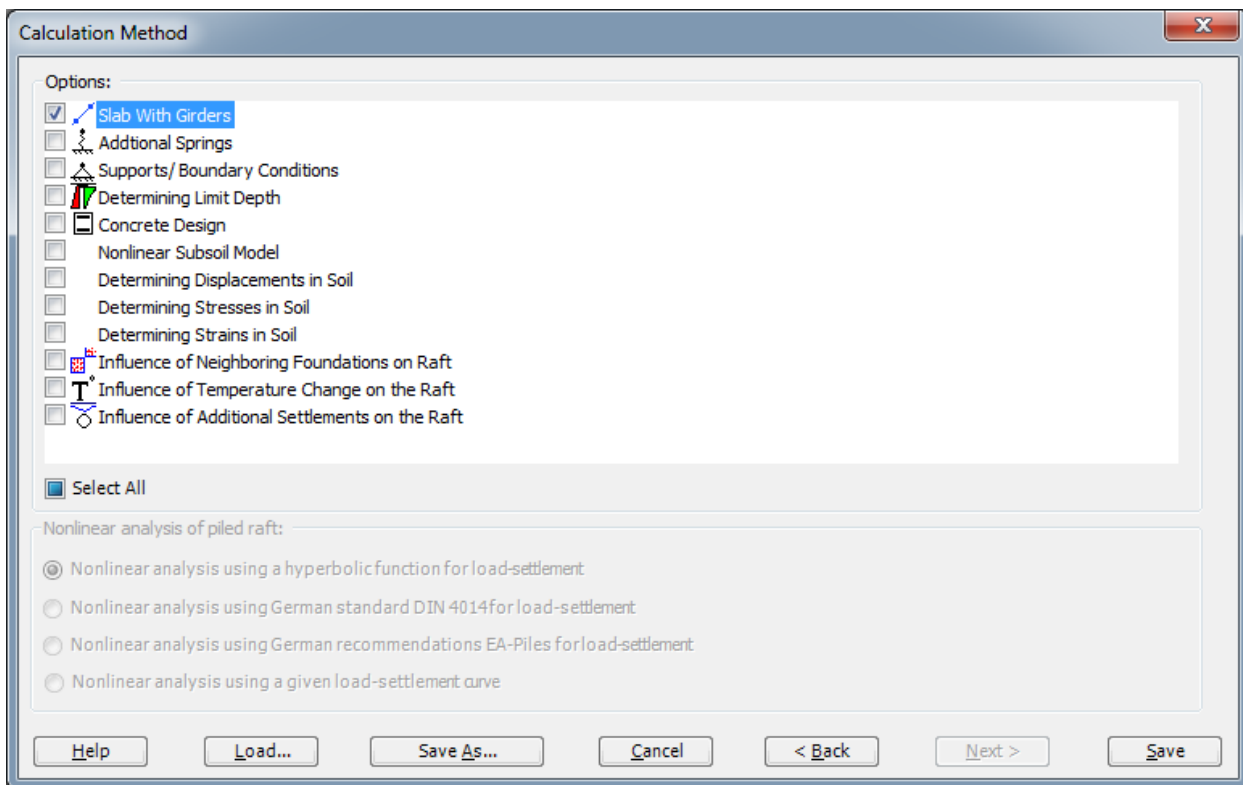 Calculation Method
x
Options:
Slab With Girders
Addtional Springs
Supports/ Boundary Conditions
Determining Limit Depth
Concrete Design
Nonlinear Subsoil Model
Determining Displacements in Soil
Determining Stresses in Soil
Determining Strains in Soil
Influence of Neighboring Foundations on Raft
T° Influence of Temperature Change on the Raft
Influence of Additional Settlements on the Raft
Select All
Nonlinear analysis of piled raft:
Nonlinear analysis using a hyperbolic function for load-settlement
Nonlinear analysis using German standard DIN 4014 for load-settlement
Nonlinear analysis using German recommendations EA-Piles for load-settlement
Nonlinear analysis using a given load-settlement curve
Help Load... Save As... Cancel < Back Next > Save